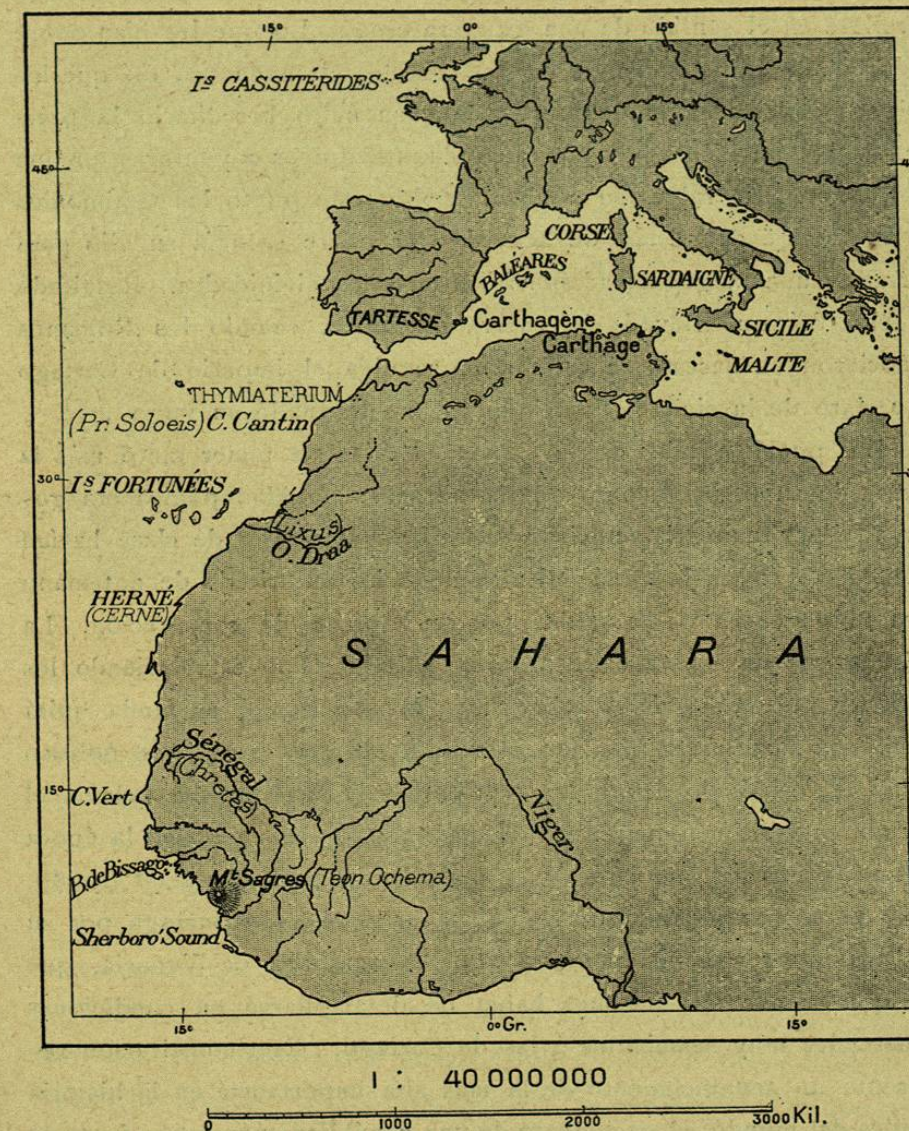 15° 0° 15°
Iˢ CASSITÉRIDES
45°
CORSE
BALÉARES
SARDAIGNE
TARTESSE
Carthagène
SICILE
Carthage
MALTE
THYMIATERIUM
(Pr. Soloeis) C. Cantin
30°
Iˢ FORTUNÉES
(Lixus)
O. Draa
HERNÉ
(CERNÉ)
SAHARA
Sénégal
(Chretes)
15°
C. Vert
Niger
B. de Bissago
Mᵗ Sagres (Teon Ochema)
Sherboro' Sound
15° 0° Gr. 15°
1 : 40 000 000
0 1000 2000 3000 Kil.